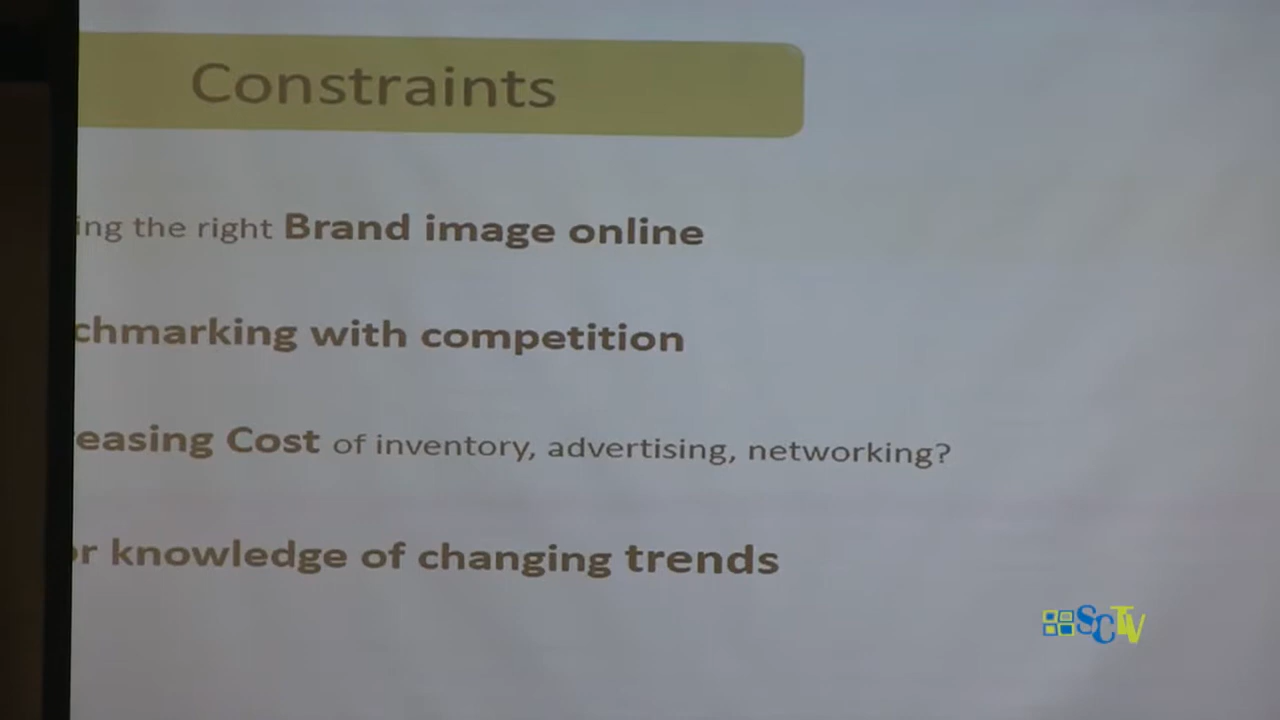 Constraints
ing the right Brand image online
chmarking with competition
easing Cost of inventory, advertising, networking?
r knowledge of changing trends
SCTV